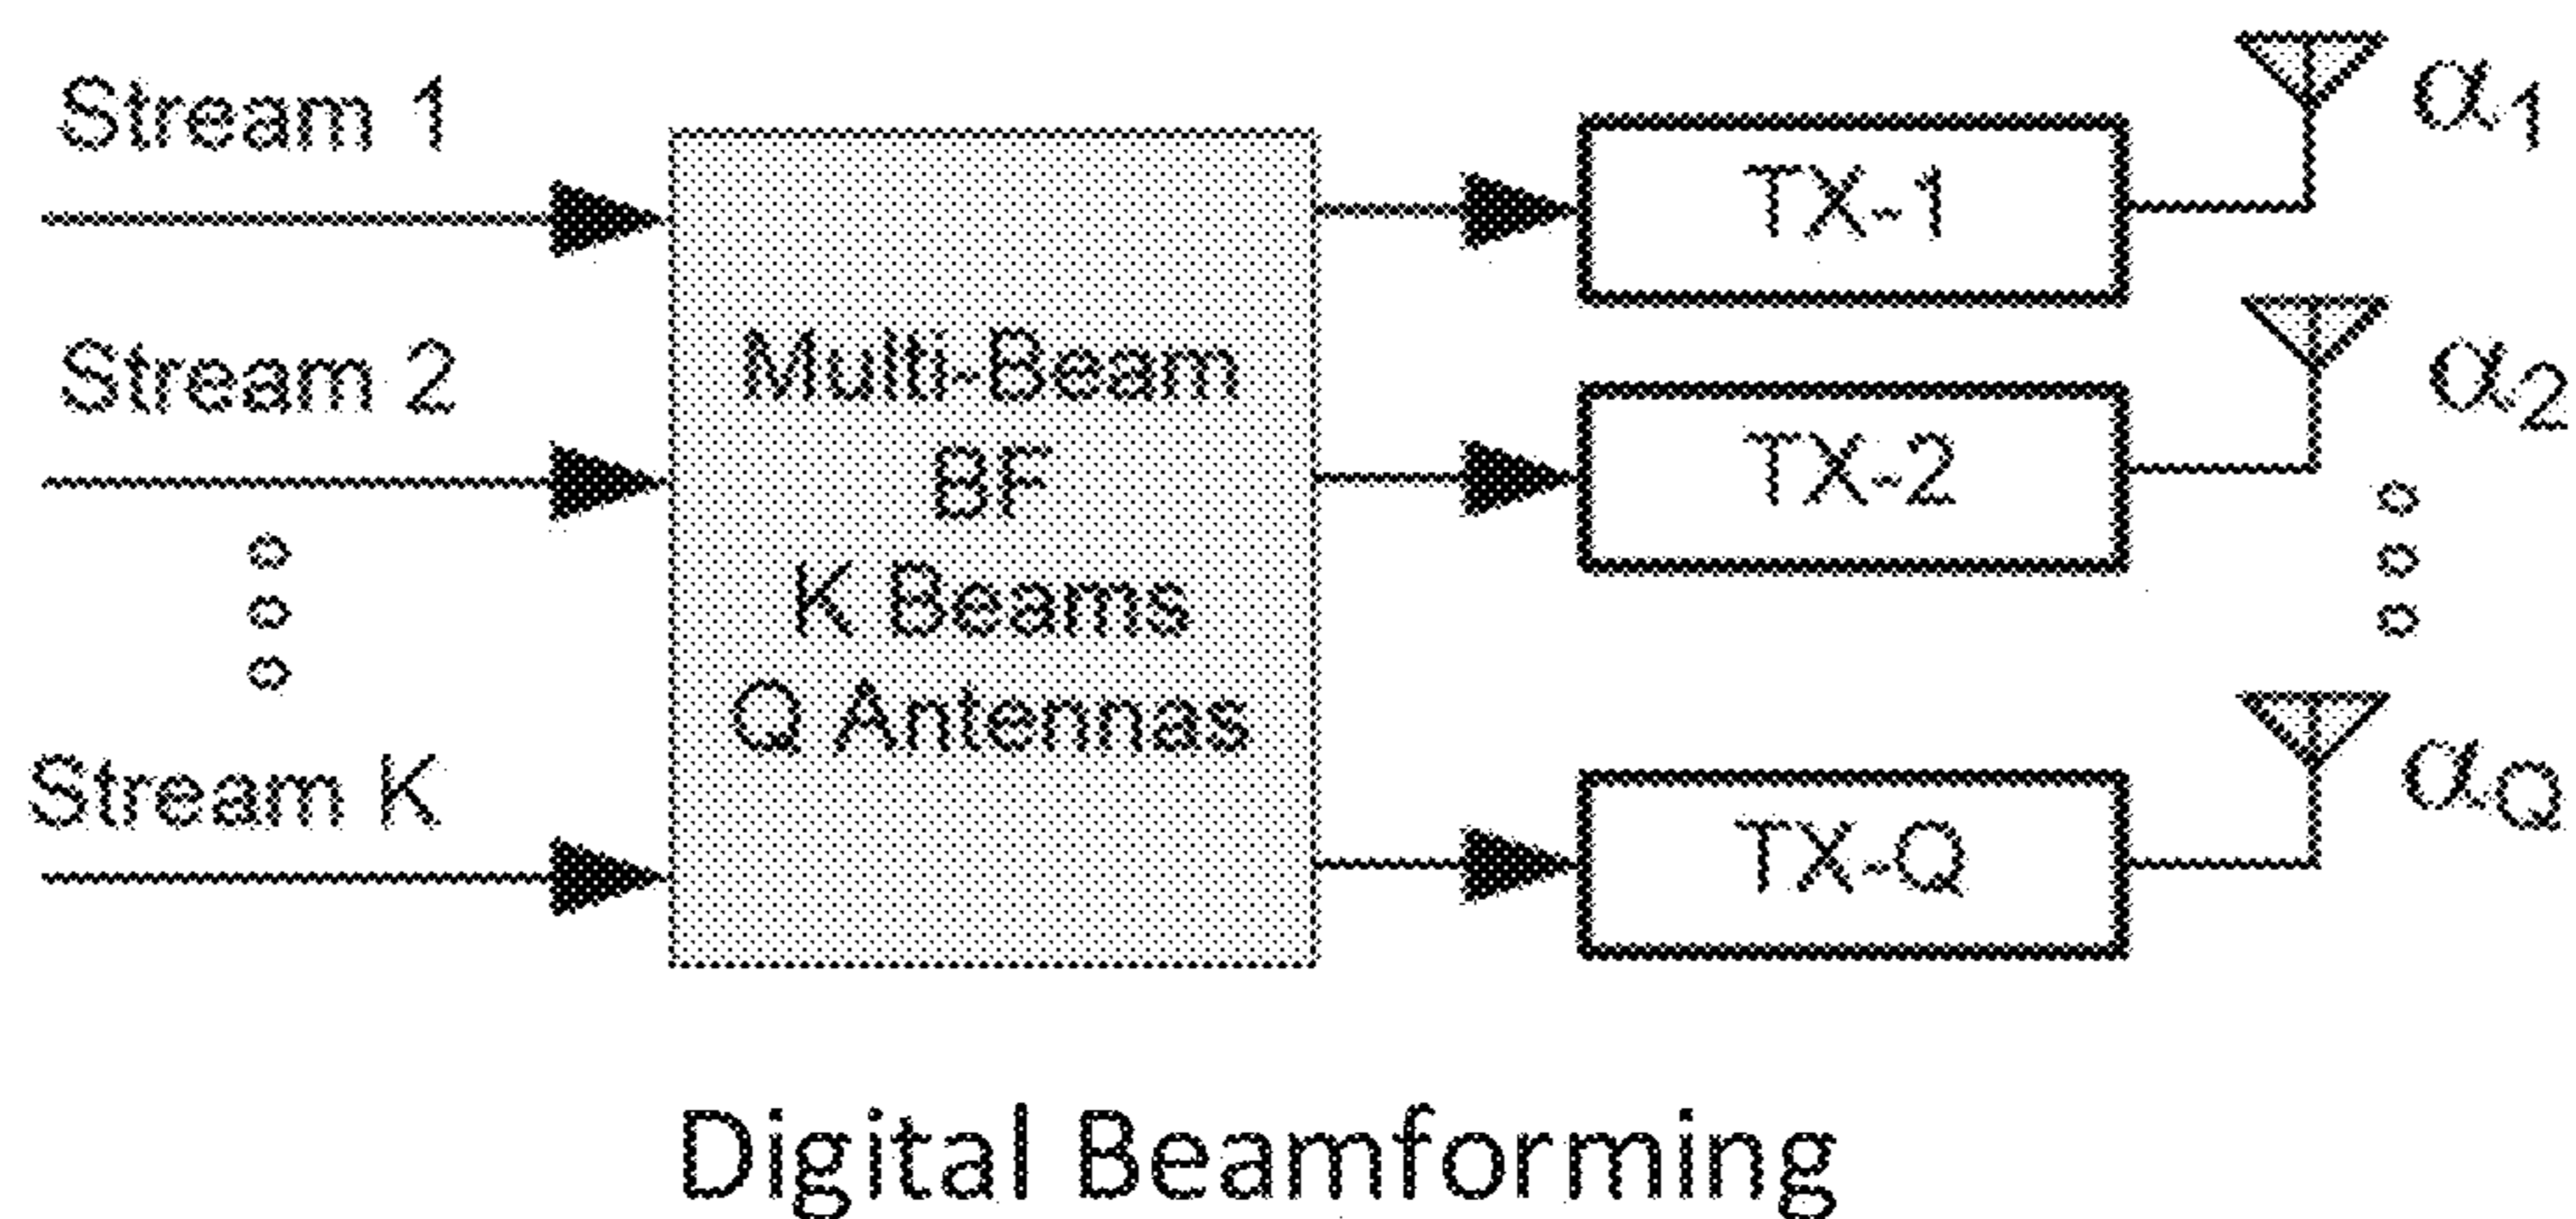 Stream 1
Stream 2
Stream K
Multi-Beam
BF
K Beams
Q Antennas
TX-1
TX-2
TX-Q
α1
α2
αQ
Digital Beamforming